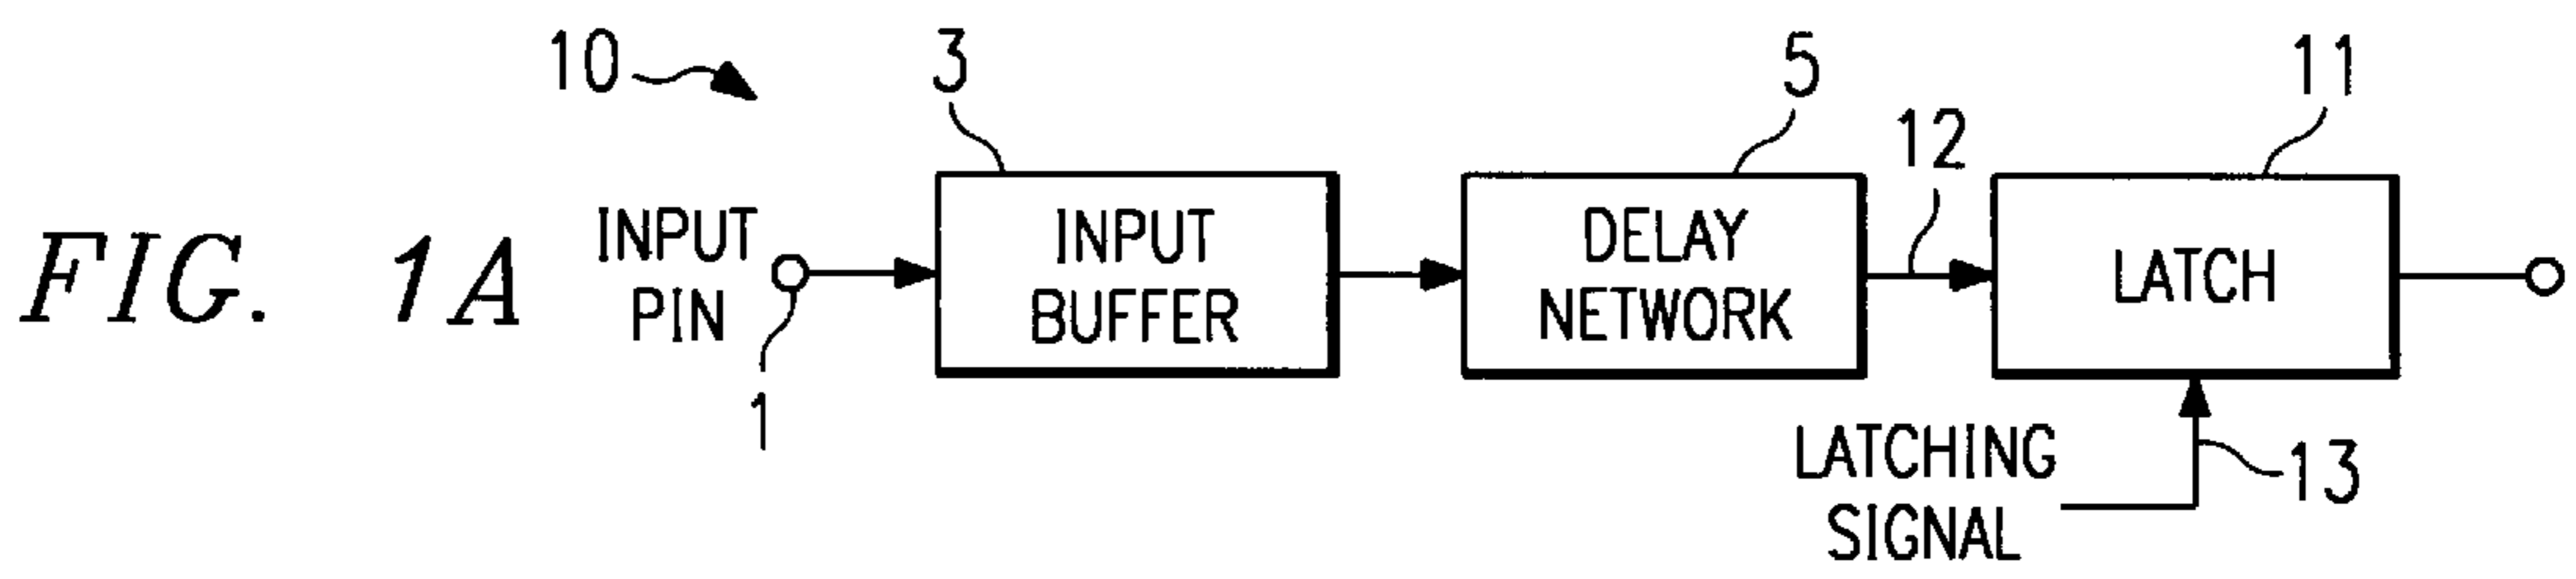 FIG. 1A
10
3
5
12
11
INPUT
PIN
1
INPUT
BUFFER
DELAY
NETWORK
LATCH
LATCHING
SIGNAL
13